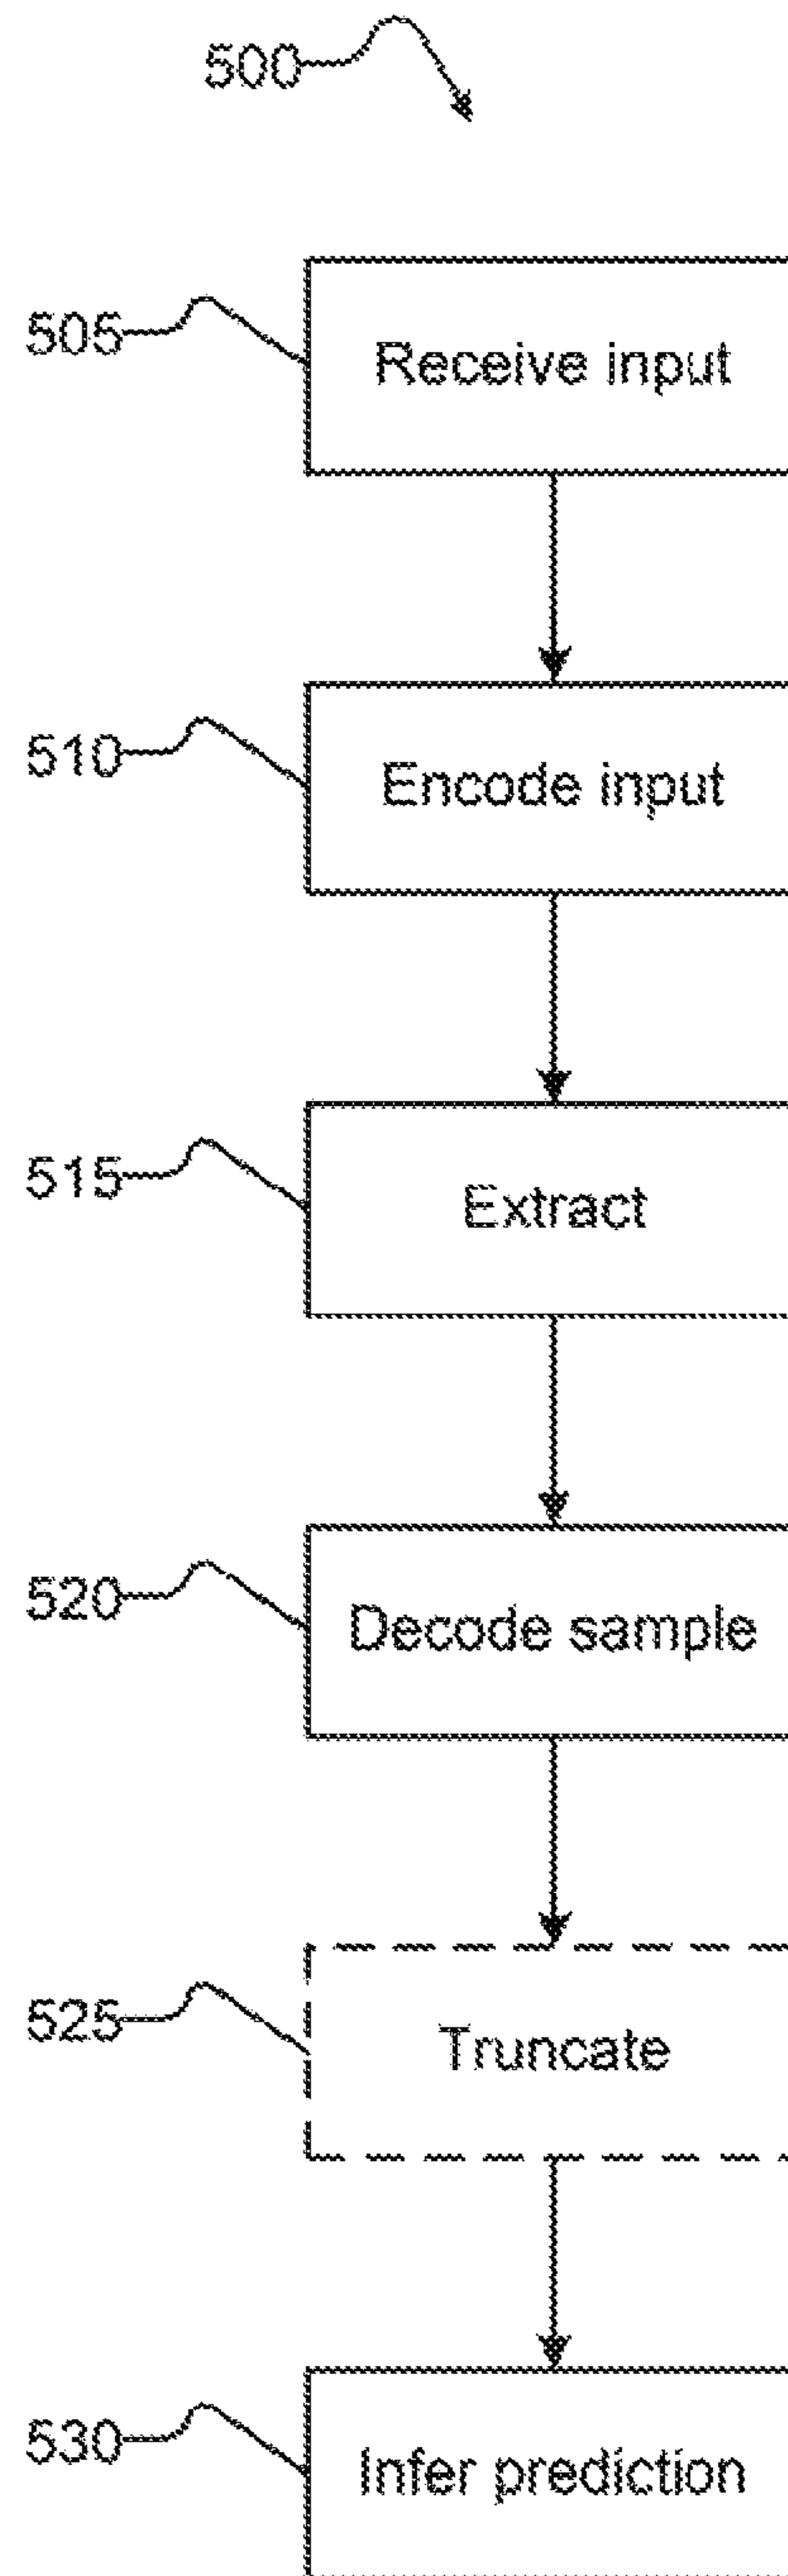 500
505
Receive input
510
Encode input
515
Extract
520
Decode sample
525
Truncate
530
Infer prediction